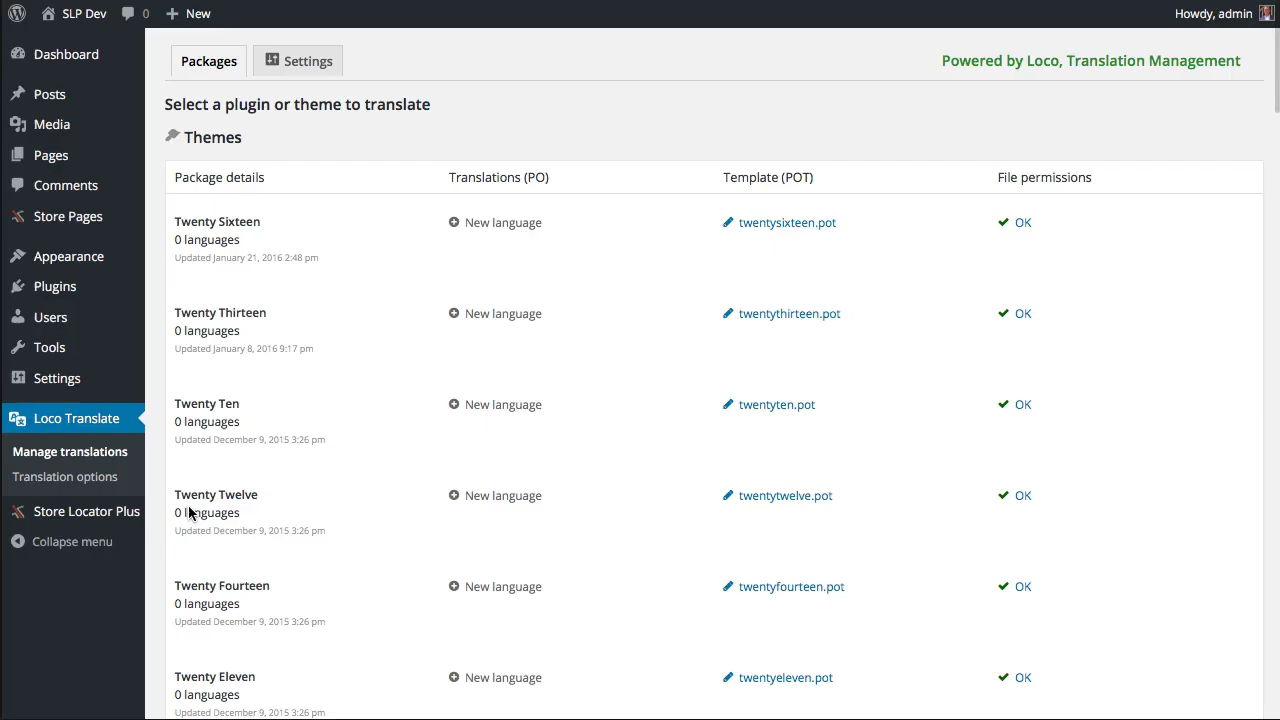 SLP Dev 0 New Howdy, admin
Dashboard
Posts
Media
Pages
Comments
Store Pages
Appearance
Plugins
Users
Tools
Settings
Loco Translate
Manage translations
Translation options
Store Locator Plus
Collapse menu
Packages Settings Powered by Loco, Translation Management
Select a plugin or theme to translate
Themes
Package details Translations (PO) Template (POT) File permissions
Twenty Sixteen New language twentysixteen.pot OK
0 languages
Updated January 21, 2016 2:48 pm
Twenty Thirteen New language twentythirteen.pot OK
0 languages
Updated January 8, 2016 9:17 pm
Twenty Ten New language twentyten.pot OK
0 languages
Updated December 9, 2015 3:26 pm
Twenty Twelve New language twentytwelve.pot OK
0 languages
Updated December 9, 2015 3:26 pm
Twenty Fourteen New language twentyfourteen.pot OK
0 languages
Updated December 9, 2015 3:26 pm
Twenty Eleven New language twentyeleven.pot OK
0 languages
Updated December 9, 2015 3:26 pm